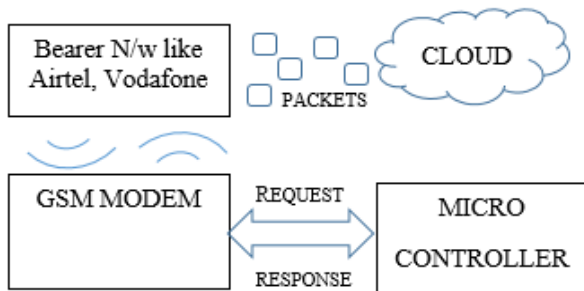 Bearer N/w like
Airtel, Vodafone
PACKETS
CLOUD
GSM MODEM
REQUEST
RESPONSE
MICRO
CONTROLLER